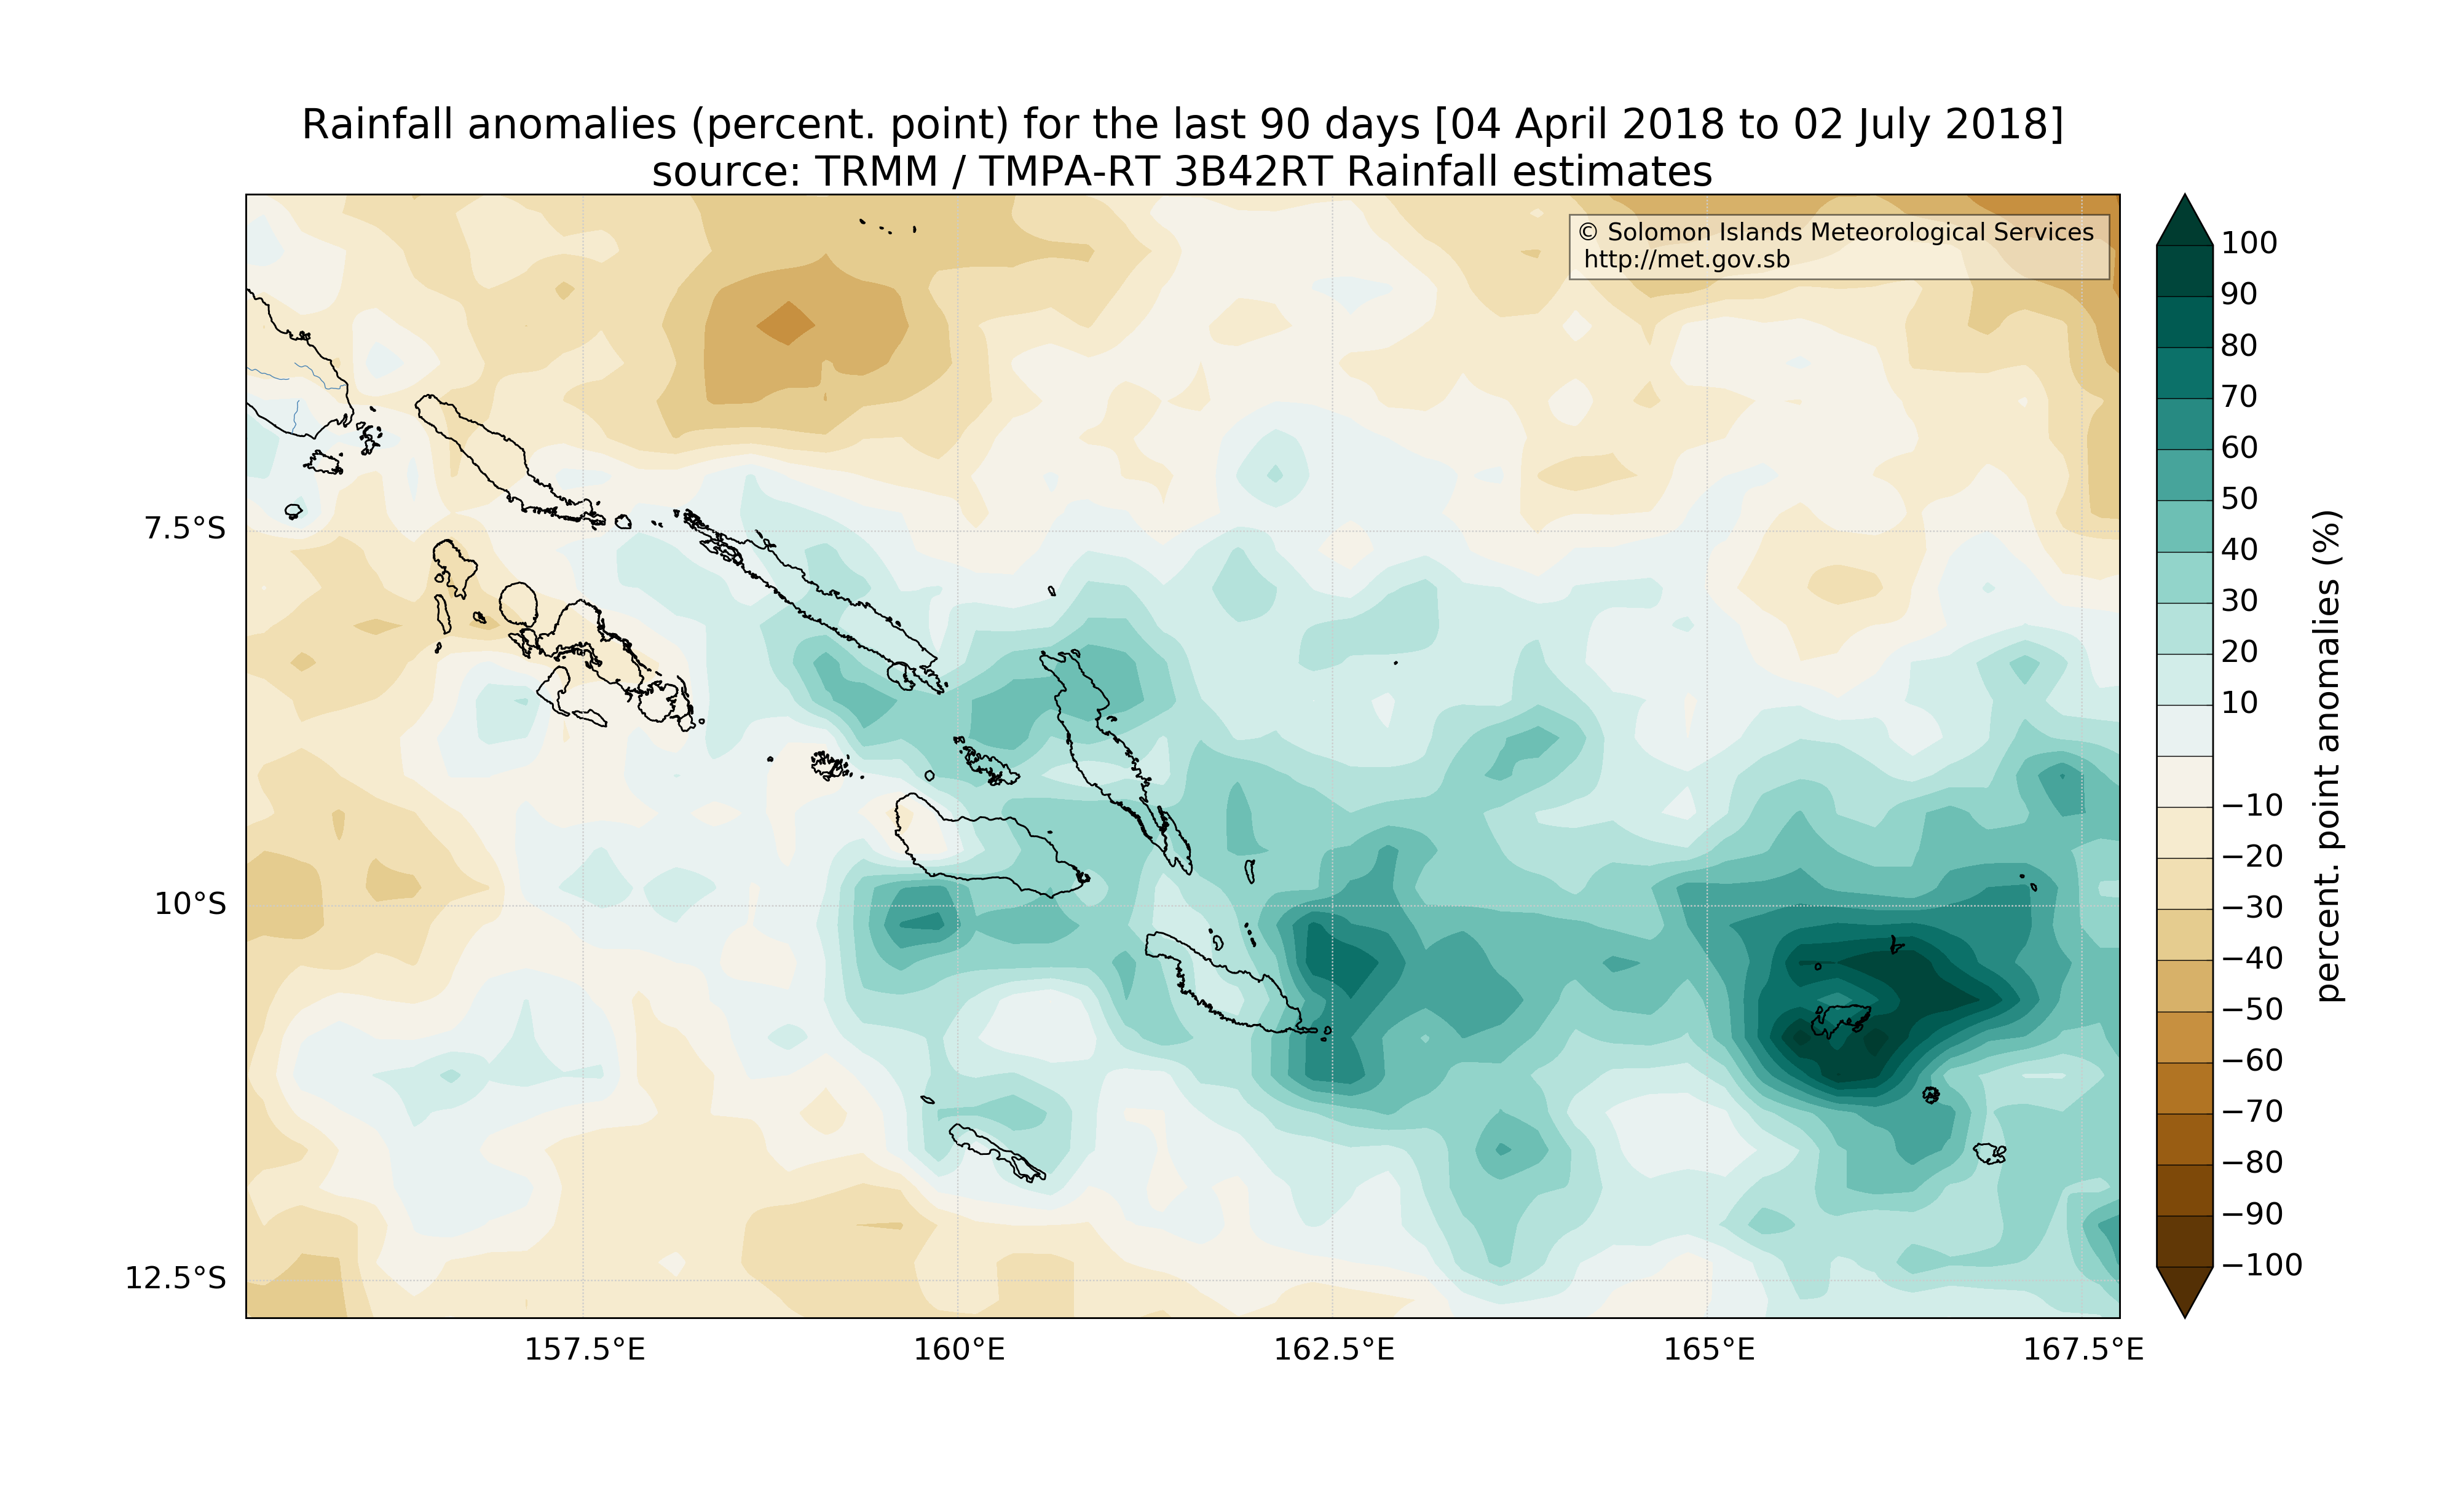 Rainfall anomalies (percent. point) for the last 90 days [04 April 2018 to 02 July 2018]
source: TRMM / TMPA-RT 3B42RT Rainfall estimates
© Solomon Islands Meteorological Services
http://met.gov.sb
7.5°S
10°S
12.5°S
157.5°E
160°E
162.5°E
165°E
167.5°E
100
90
80
70
60
50
40
30
20
10
−10
−20
−30
−40
−50
−60
−70
−80
−90
−100
percent. point anomalies (%)